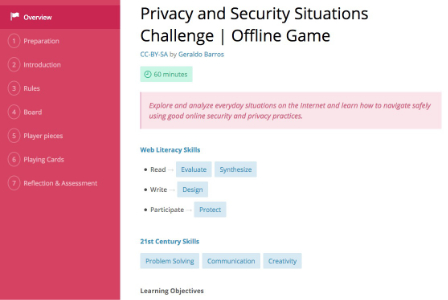 Overview
1 Preparation
2 Introduction
3 Rules
4 Board
5 Player pieces
6 Playing Cards
7 Reflection & Assessment
Privacy and Security Situations
Challenge | Offline Game
CC-BY-SA by Geraldo Barros
60 minutes
Explore and analyze everyday situations on the Internet and learn how to navigate safely
using good online security and privacy practices.
Web Literacy Skills
• Read → Evaluate Synthesize
• Write → Design
• Participate → Protect
21st Century Skills
Problem Solving Communication Creativity
Learning Objectives